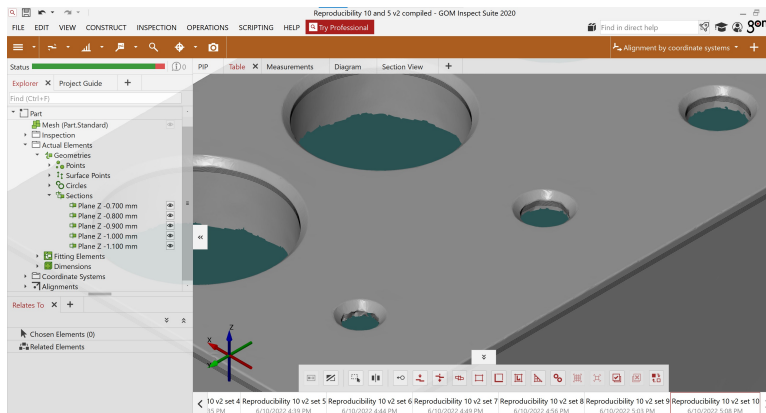 Reproducibility 10 and 5 v2 compiled - GOM Inspect Suite 2020
FILE EDIT VIEW CONSTRUCT INSPECTION OPERATIONS SCRIPTING HELP Try Professional
Find in direct help
Alignment by coordinate systems
Status
0
PIP Table Measurements Diagram Section View
Explorer Project Guide
Find (Ctrl+F)
Part
Mesh (Part.Standard)
Inspection
Actual Elements
Geometries
Points
Surface Points
Circles
Sections
Plane Z -0.700 mm
Plane Z -0.800 mm
Plane Z -0.900 mm
Plane Z -1.000 mm
Plane Z -1.100 mm
Fitting Elements
Dimensions
Coordinate Systems
Alignments
Relates To
Chosen Elements (0)
Related Elements
Z
X
Y
10 v2 set 4 Reproducibility 10 v2 set 5 Reproducibility 10 v2 set 6 Reproducibility 10 v2 set 7 Reproducibility 10 v2 set 8 Reproducibility 10 v2 set 9 Reproducibility 10 v2 set 10
15 PM 6/10/2022 4:39 PM 6/10/2022 4:44 PM 6/10/2022 4:49 PM 6/10/2022 4:56 PM 6/10/2022 5:03 PM 6/10/2022 5:08 PM